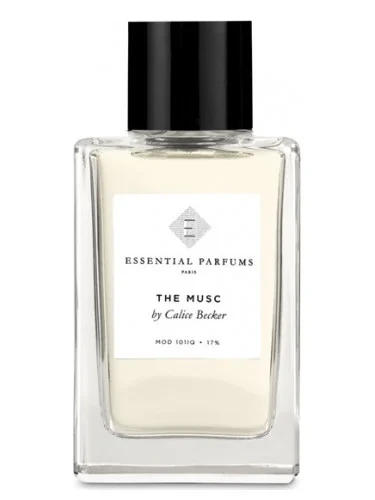 E
ESSENTIAL PARFUMS
PARIS
THE MUSC
by Calice Becker
MOD 1011Q • 17%